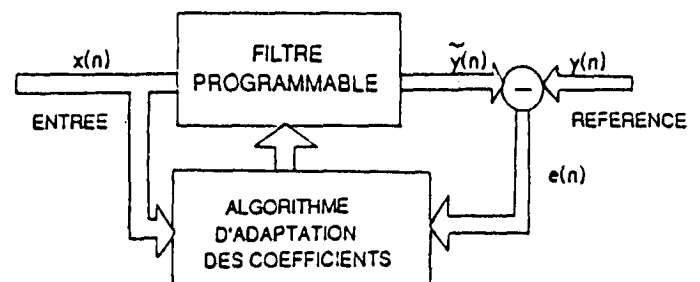 x(n)
FILTRE
PROGRAMMABLE
ỹ(n)
−
y(n)
ENTREE
REFERENCE
e(n)
ALGORITHME
D'ADAPTATION
DES COEFFICIENTS